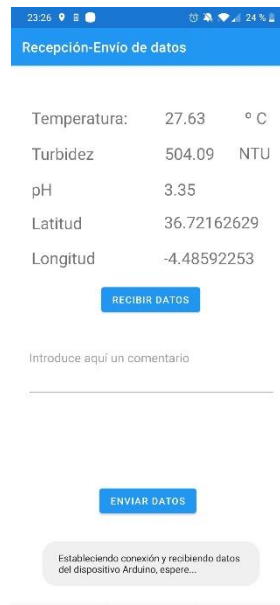 23:26 24 %
Recepción-Envío de datos
Temperatura: 27.63 º C
Turbidez 504.09 NTU
pH 3.35
Latitud 36.72162629
Longitud -4.48592253
RECIBIR DATOS
Introduce aquí un comentario
ENVIAR DATOS
Estableciendo conexión y recibiendo datos
del dispositivo Arduino, espere...